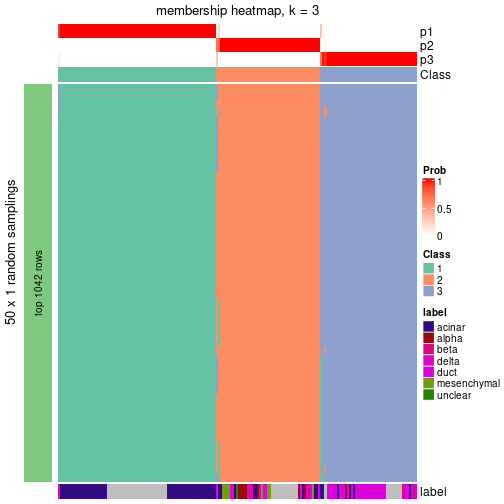 membership heatmap, k = 3
p1
p2
p3
Class
50 x 1 random samplings
top 1042 rows
Prob
1
0.5
0
Class
1
2
3
label
acinar
alpha
beta
delta
duct
mesenchymal
unclear
label